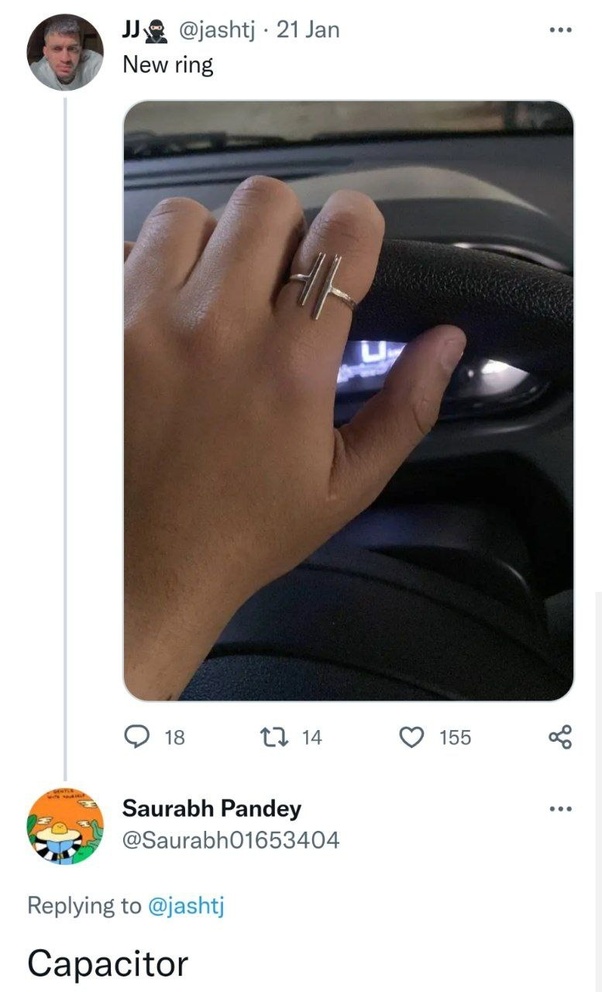 JJ🥷 @jashtj · 21 Jan
New ring
18 14 155
Saurabh Pandey
@Saurabh01653404
Replying to @jashtj
Capacitor